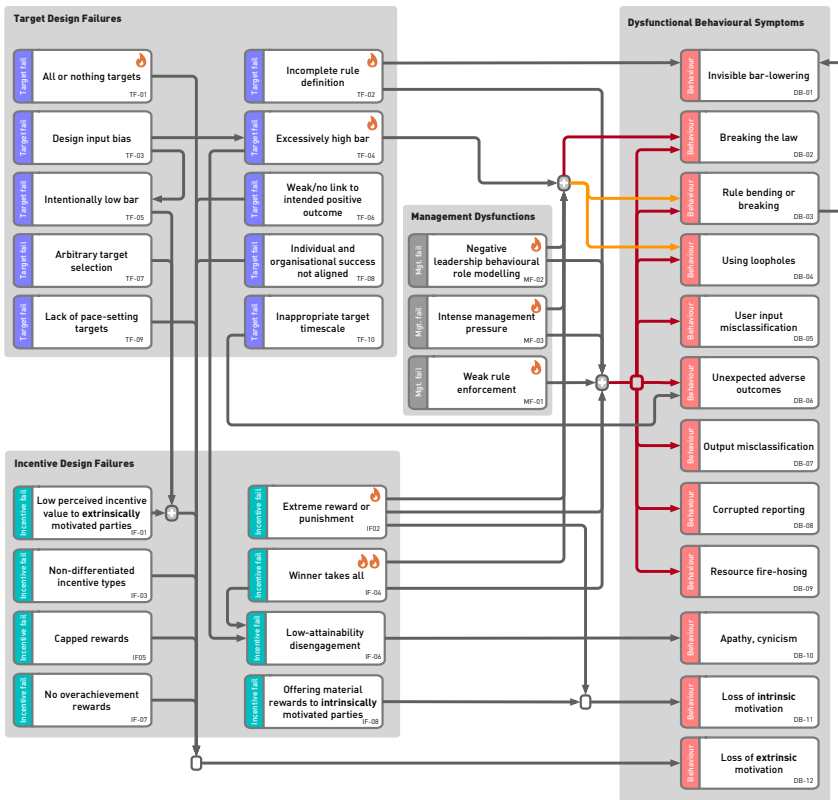 Target Design Failures
Target fail
All or nothing targets
TF-01
Target fail
Incomplete rule
definition
TF-02
Target fail
Design input bias
TF-03
Target fail
Excessively high bar
TF-04
Target fail
Intentionally low bar
TF-05
Target fail
Weak/no link to
intended positive
outcome
TF-06
Target fail
Arbitrary target
selection
TF-07
Target fail
Individual and
organisational success
not aligned
TF-08
Target fail
Lack of pace-setting
targets
TF-09
Target fail
Inappropriate target
timescale
TF-10
Management Dysfunctions
Mgt. fail
Negative
leadership behavioural
role modelling
MF-02
Mgt. fail
Intense management
pressure
MF-03
Mgt. fail
Weak rule
enforcement
MF-01
Incentive Design Failures
Incentive fail
Low perceived incentive
value to extrinsically
motivated parties
IF-01
Incentive fail
Extreme reward or
punishment
IF02
Incentive fail
Non-differentiated
incentive types
IF-03
Incentive fail
Winner takes all
IF-04
Incentive fail
Capped rewards
IF05
Incentive fail
Low-attainability
disengagement
IF-06
Incentive fail
No overachievement
rewards
IF-07
Incentive fail
Offering material
rewards to intrinsically
motivated parties
IF-08
Dysfunctional Behavioural Symptoms
Behaviour
Invisible bar-lowering
DB-01
Behaviour
Breaking the law
DB-02
Behaviour
Rule bending or
breaking
DB-03
Behaviour
Using loopholes
DB-04
Behaviour
User input
misclassification
DB-05
Behaviour
Unexpected adverse
outcomes
DB-06
Behaviour
Output misclassification
DB-07
Behaviour
Corrupted reporting
DB-08
Behaviour
Resource fire-hosing
DB-09
Behaviour
Apathy, cynicism
DB-10
Behaviour
Loss of intrinsic
motivation
DB-11
Behaviour
Loss of extrinsic
motivation
DB-12